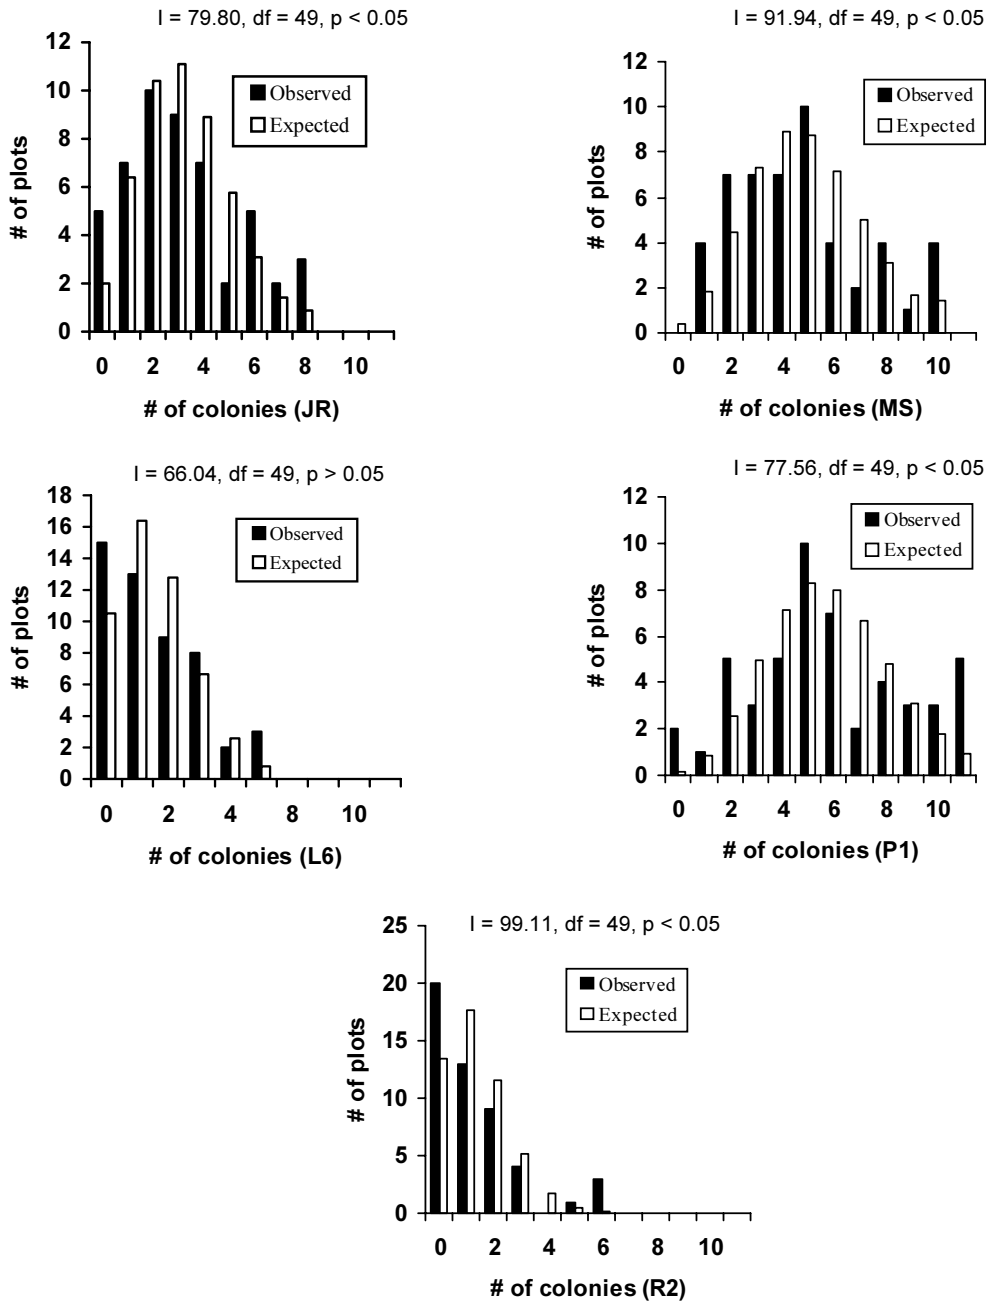 I = 79.80, df = 49, p < 0.05
12
10
8
6
4
2
0
# of plots
Observed
Expected
0 2 4 6 8 10
# of colonies (JR)
I = 91.94, df = 49, p < 0.05
12
10
8
6
4
2
0
# of plots
Observed
Expected
0 2 4 6 8 10
# of colonies (MS)
I = 66.04, df = 49, p > 0.05
18
16
14
12
10
8
6
4
2
0
# of plots
Observed
Expected
0 2 4 8 10
# of colonies (L6)
I = 77.56, df = 49, p < 0.05
12
10
8
6
4
2
0
# of plots
Observed
Expected
0 2 4 6 8 10
# of colonies (P1)
I = 99.11, df = 49, p < 0.05
25
20
15
10
5
0
# of plots
Observed
Expected
0 2 4 6 8 10
# of colonies (R2)